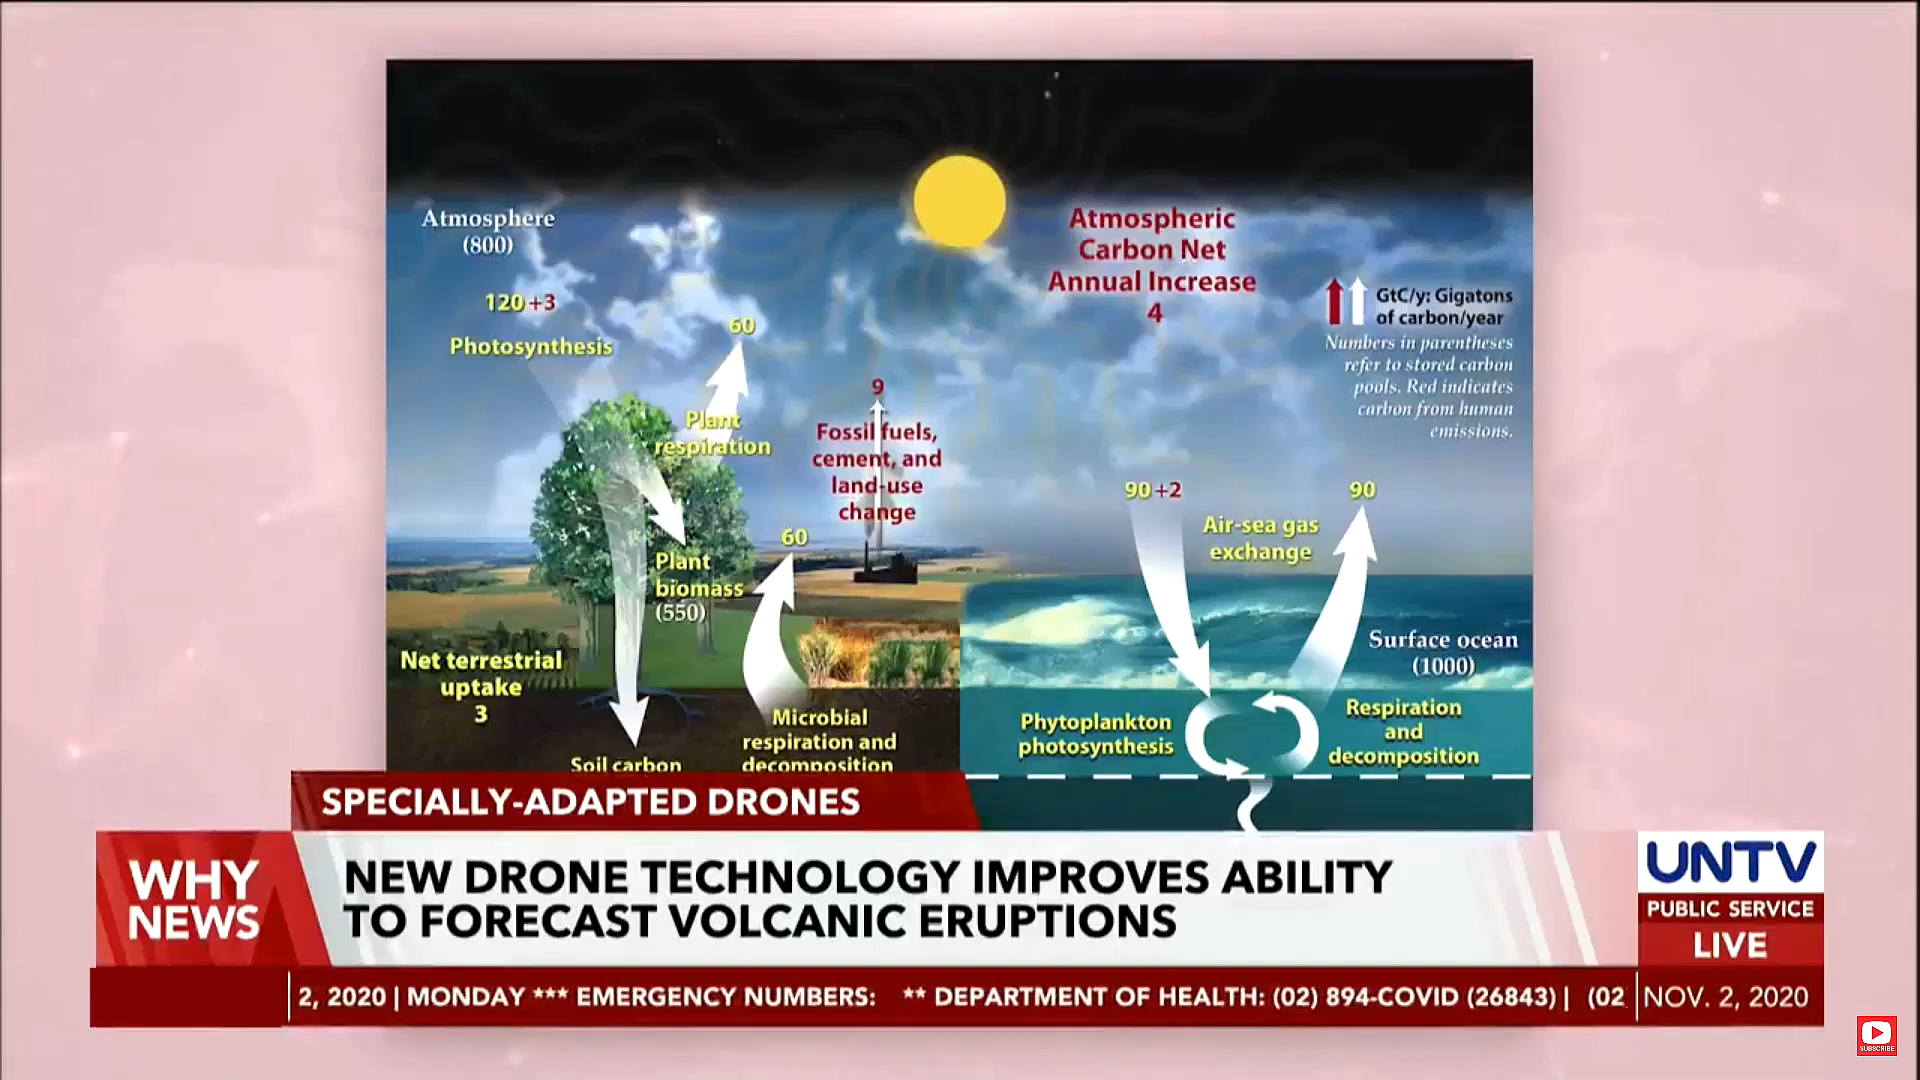 Atmosphere
(800)
120 +3
Photosynthesis
60
Plant
respiration
9
Fossil fuels,
cement, and
land-use
change
Atmospheric
Carbon Net
Annual Increase
4
GtC/y: Gigatons
of carbon/year
Numbers in parentheses
refer to stored carbon
pools. Red indicates
carbon from human
emissions.
Plant
biomass
(550)
60
Net terrestrial
uptake
3
Soil carbon
Microbial
respiration and
decomposition
90 +2
Air-sea gas
exchange
90
Surface ocean
(1000)
Phytoplankton
photosynthesis
Respiration
and
decomposition
SPECIALLY-ADAPTED DRONES
WHY
NEWS
NEW DRONE TECHNOLOGY IMPROVES ABILITY
TO FORECAST VOLCANIC ERUPTIONS
UNTV
PUBLIC SERVICE
LIVE
2, 2020 | MONDAY *** EMERGENCY NUMBERS: ** DEPARTMENT OF HEALTH: (02) 894-COVID (26843) | (02
NOV. 2, 2020
SUBSCRIBE